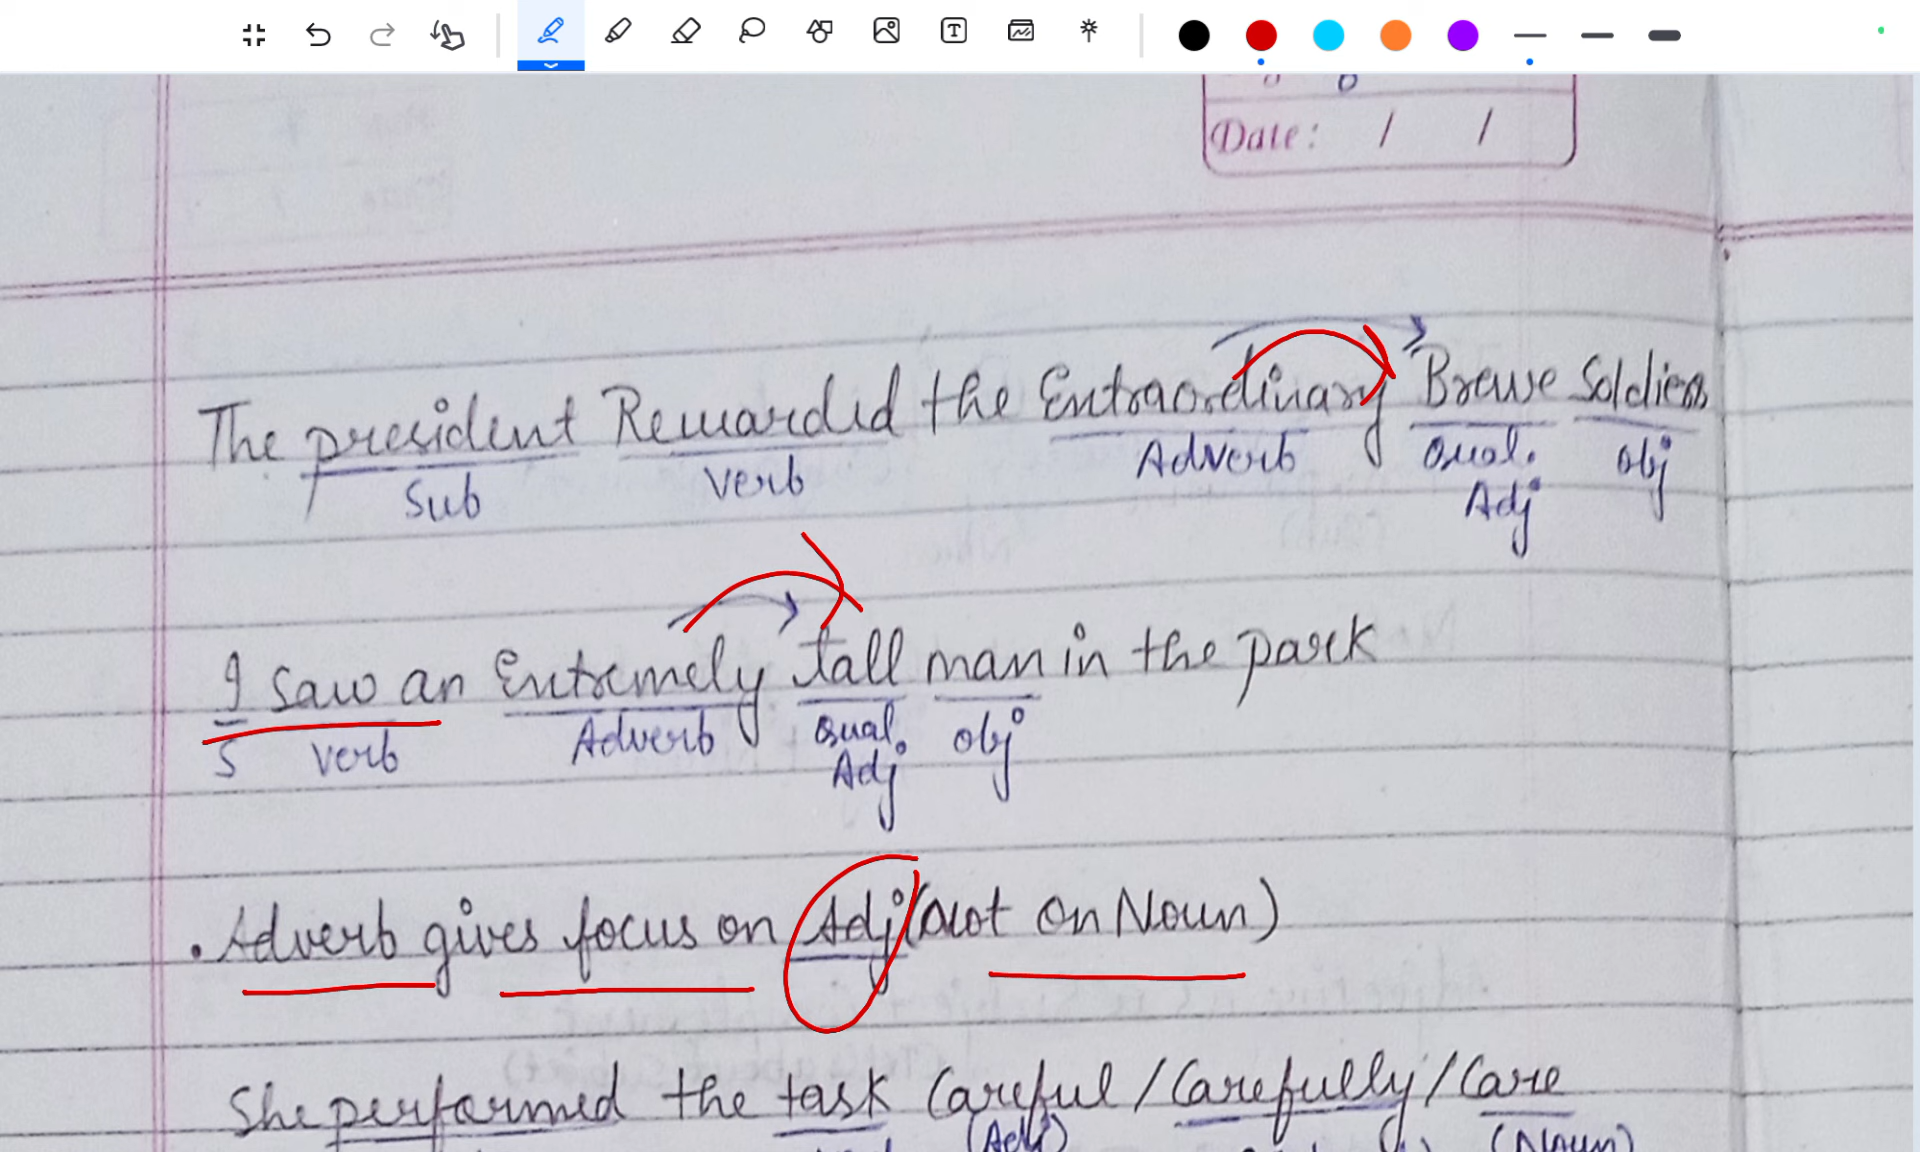 Date: / /
The president Rewarded the Extraordinary Brave Soldiers
Sub Verb Adverb Qual. Adj obj
I saw an Extremely tall man in the park
S Verb Adverb Qual. Adj obj
. Adverb gives focus on Adj (Not on Noun)
She performed the task Careful / Carefully / Care
(Adj) (Noun)